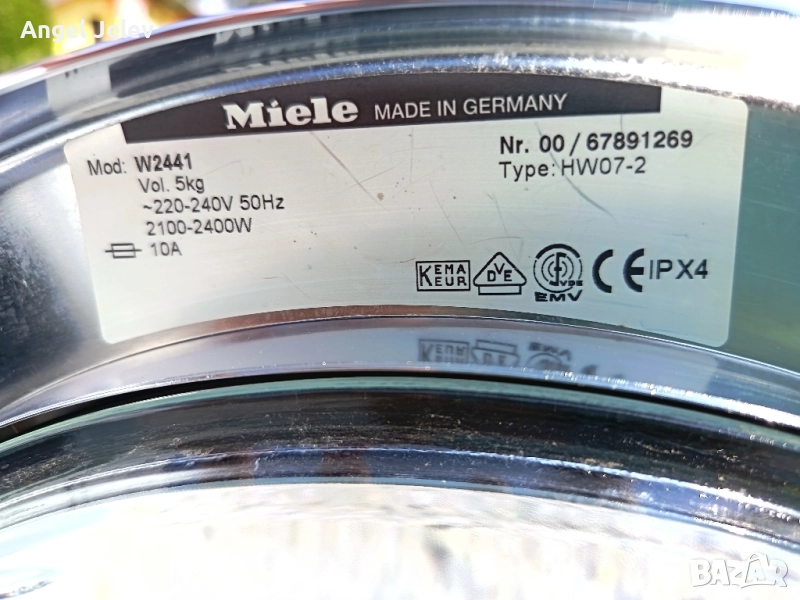 Angel Jelev
Miele MADE IN GERMANY
Mod: W2441
Vol. 5kg
~220-240V 50Hz
2100-2400W
10A
Nr. 00 / 67891269
Type: HW07-2
KEMA EUR DVE VDE EMV CE IPX4
BAZAR